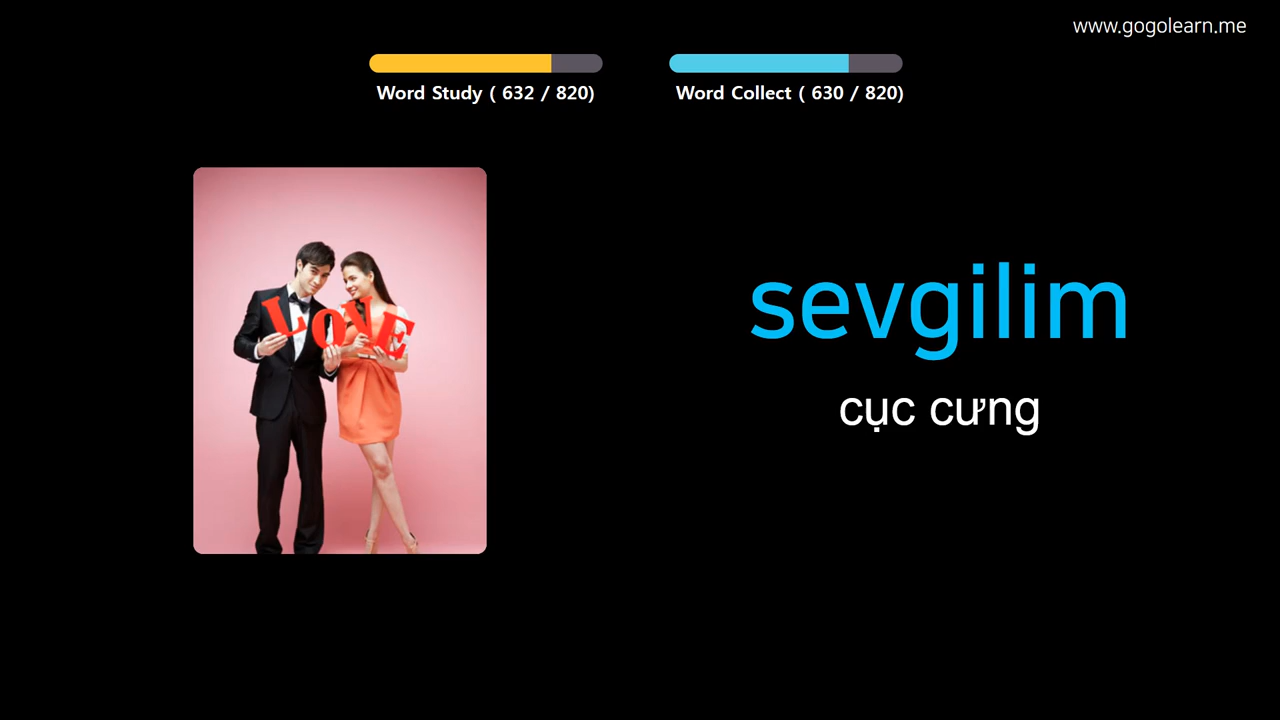 www.gogolearn.me
Word Study ( 632 / 820)
Word Collect ( 630 / 820)
LOVE
sevgilim
cục cưng